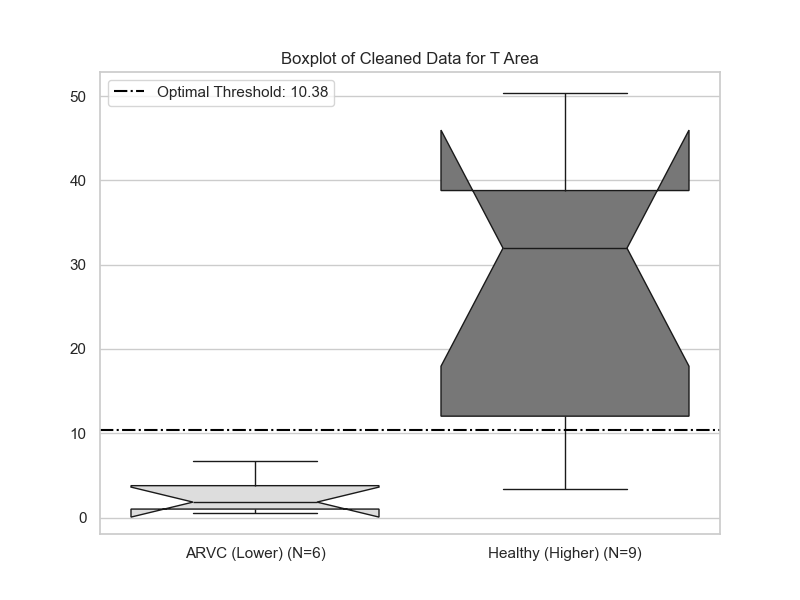 Boxplot of Cleaned Data for T Area
Optimal Threshold: 10.38
50
40
30
20
10
0
ARVC (Lower) (N=6)
Healthy (Higher) (N=9)